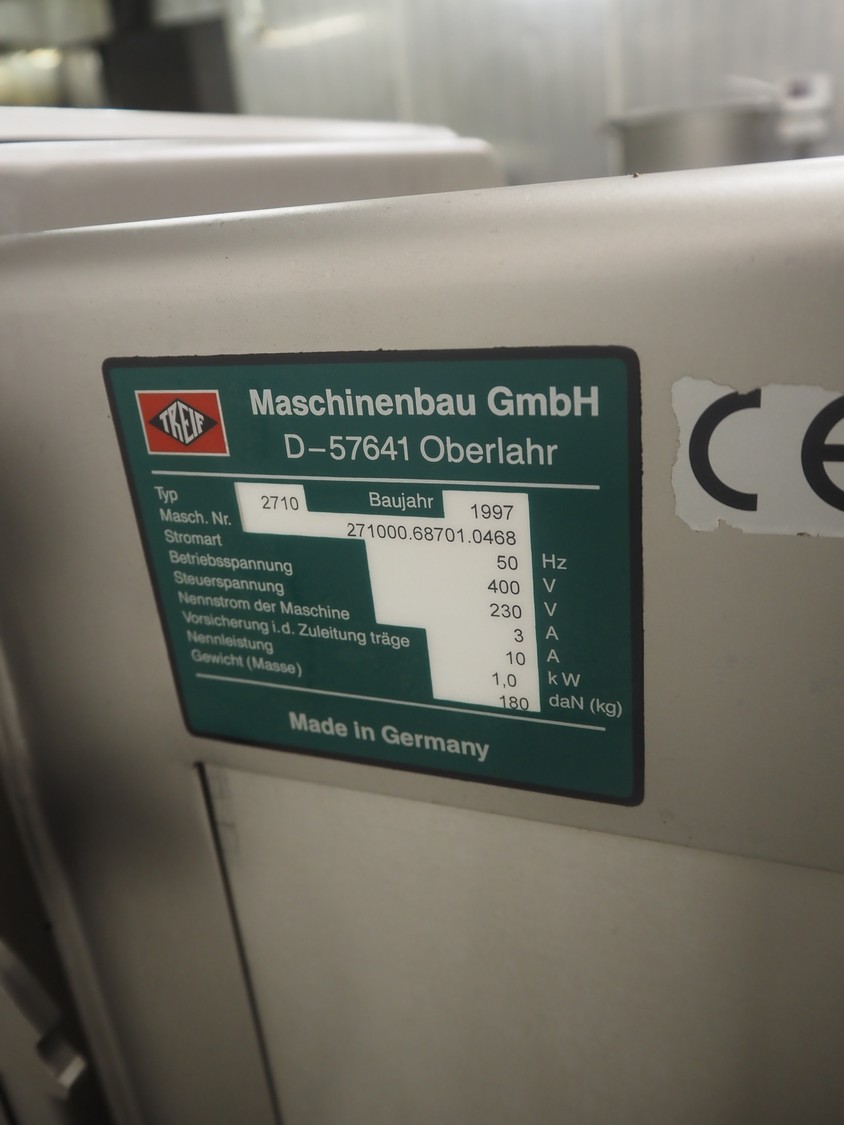 TREIF
Maschinenbau GmbH
D–57641 Oberlahr
Typ 2710 Baujahr 1997
Masch. Nr. 271000.68701.0468
Stromart 50 Hz
Betriebsspannung 400 V
Steuerspannung 230 V
Nennstrom der Maschine 3 A
Vorsicherung i.d. Zuleitung träge 10 A
Nennleistung 1,0 kW
Gewicht (Masse) 180 daN (kg)
Made in Germany
CE